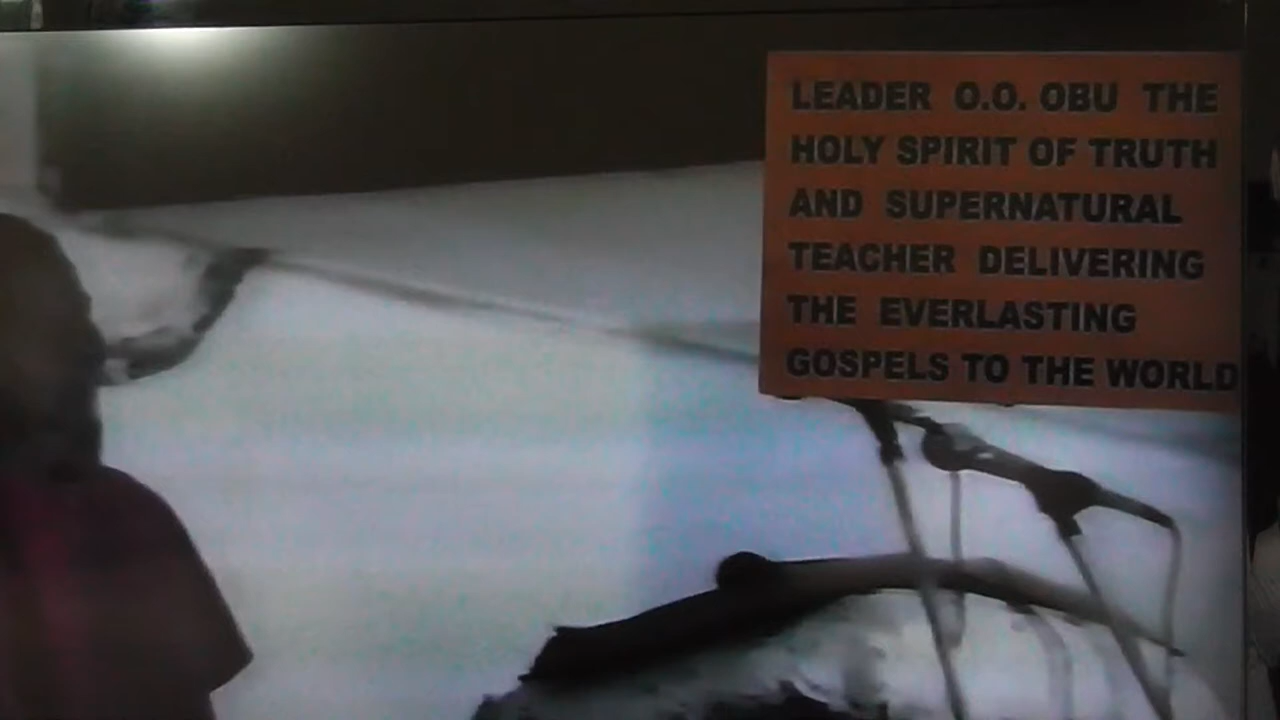 LEADER O.O. OBU THE
HOLY SPIRIT OF TRUTH
AND SUPERNATURAL
TEACHER DELIVERING
THE EVERLASTING
GOSPELS TO THE WORLD